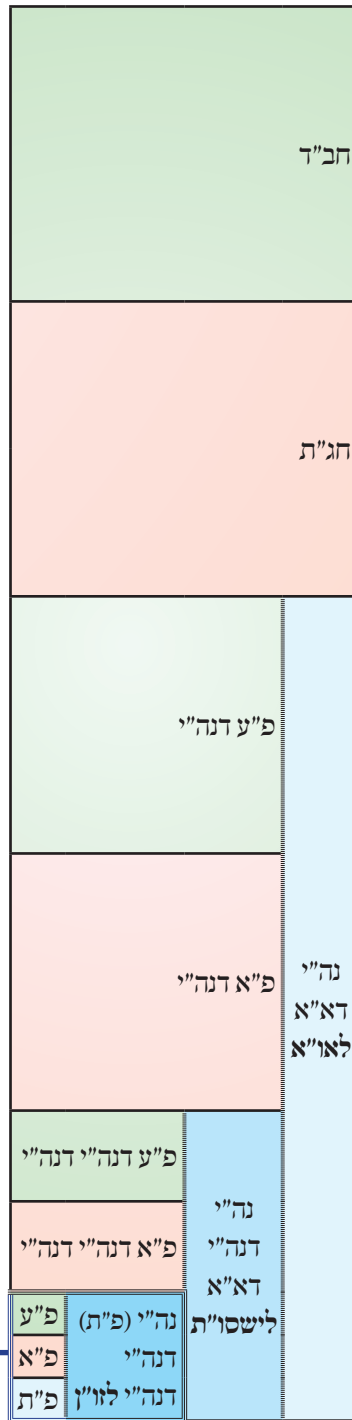 חב"ד
חג"ת
פ"ע דנה"י
פ"א דנה"י
נה"י
דא"א
לאו"א
פ"ע דנה"י דנה"י
פ"א דנה"י דנה"י
נה"י
דנה"י
דא"א
לישסו"ת
נה"י (פ"ת)
דנה"י
דנה"י לזו"ן
פ"ע
פ"א
פ"ת